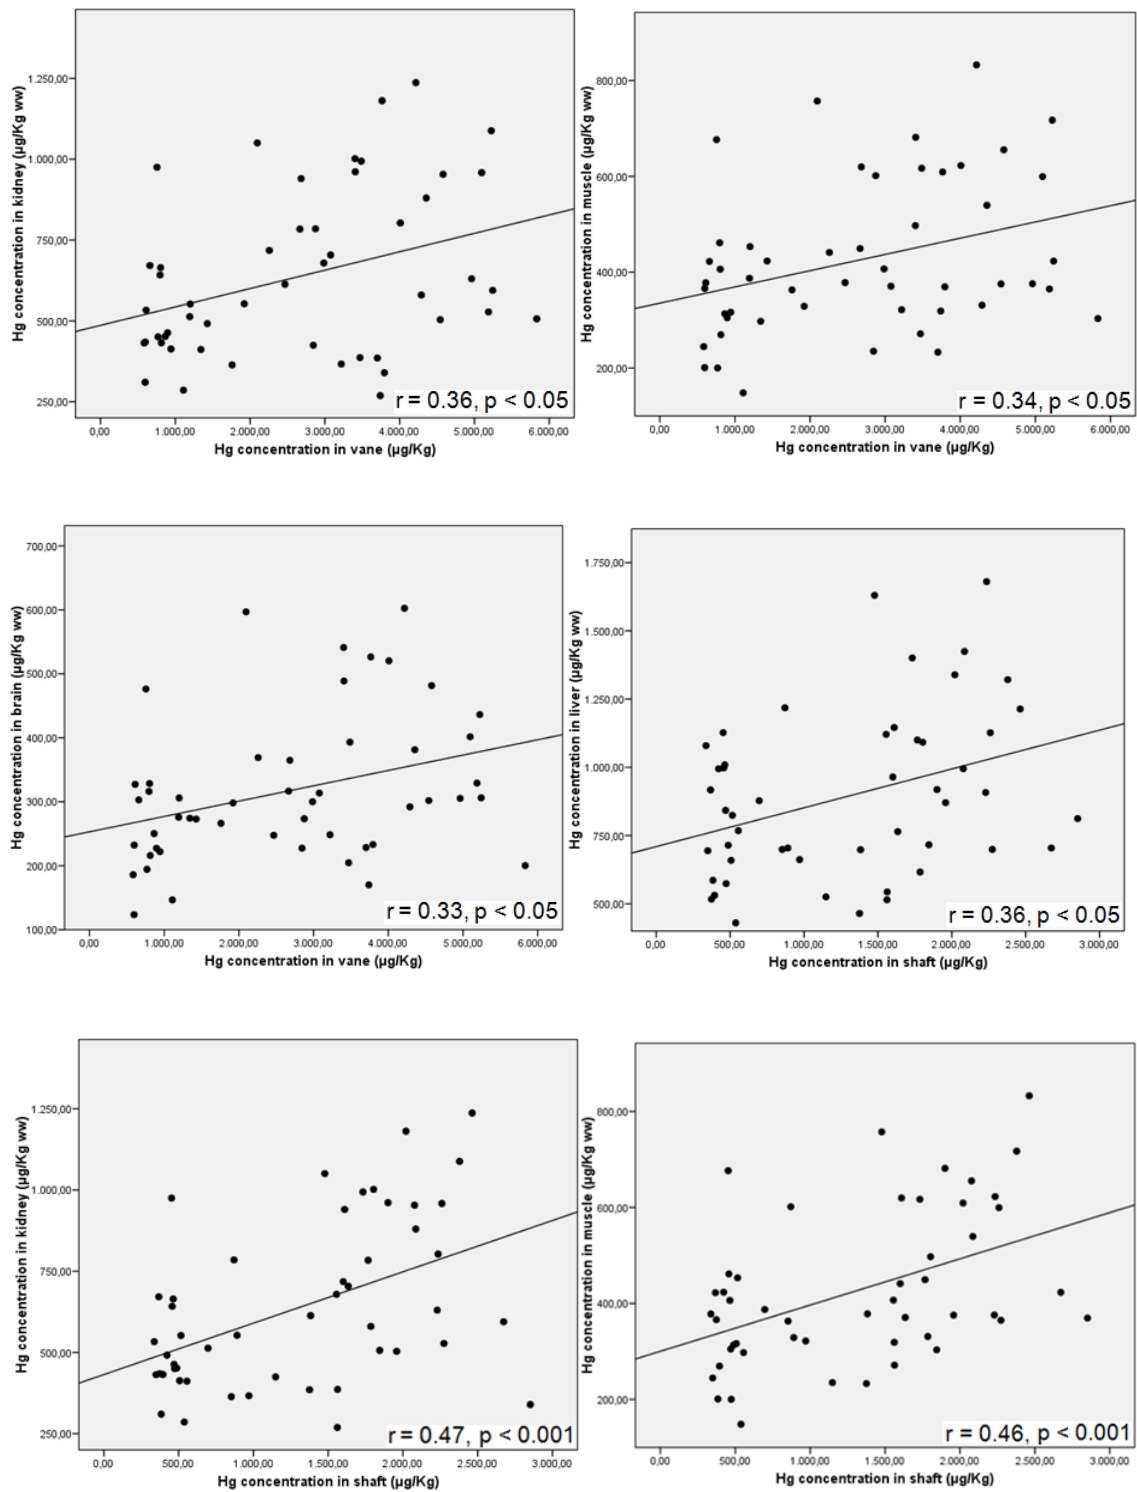 Hg concentration in kidney (µg/Kg ww)
1.250,00
1.000,00
750,00
500,00
250,00
r = 0.36, p < 0.05
0,00 1.000,00 2.000,00 3.000,00 4.000,00 5.000,00 6.000,00
Hg concentration in vane (µg/Kg)
Hg concentration in muscle (µg/Kg ww)
800,00
600,00
400,00
200,00
r = 0.34, p < 0.05
0,00 1.000,00 2.000,00 3.000,00 4.000,00 5.000,00 6.000,00
Hg concentration in vane (µg/Kg)
Hg concentration in brain (µg/Kg ww)
700,00
600,00
500,00
400,00
300,00
200,00
100,00
r = 0.33, p < 0.05
0,00 1.000,00 2.000,00 3.000,00 4.000,00 5.000,00 6.000,00
Hg concentration in vane (µg/Kg)
Hg concentration in liver (µg/Kg ww)
1.750,00
1.500,00
1.250,00
1.000,00
750,00
500,00
r = 0.36, p < 0.05
0,00 500,00 1.000,00 1.500,00 2.000,00 2.500,00 3.000,00
Hg concentration in shaft (µg/Kg)
Hg concentration in kidney (µg/Kg ww)
1.250,00
1.000,00
750,00
500,00
250,00
r = 0.47, p < 0.001
0,00 500,00 1.000,00 1.500,00 2.000,00 2.500,00 3.000,00
Hg concentration in shaft (µg/Kg)
Hg concentration in muscle (µg/Kg ww)
800,00
600,00
400,00
200,00
r = 0.46, p < 0.001
0,00 500,00 1.000,00 1.500,00 2.000,00 2.500,00 3.000,00
Hg concentration in shaft (µg/Kg)